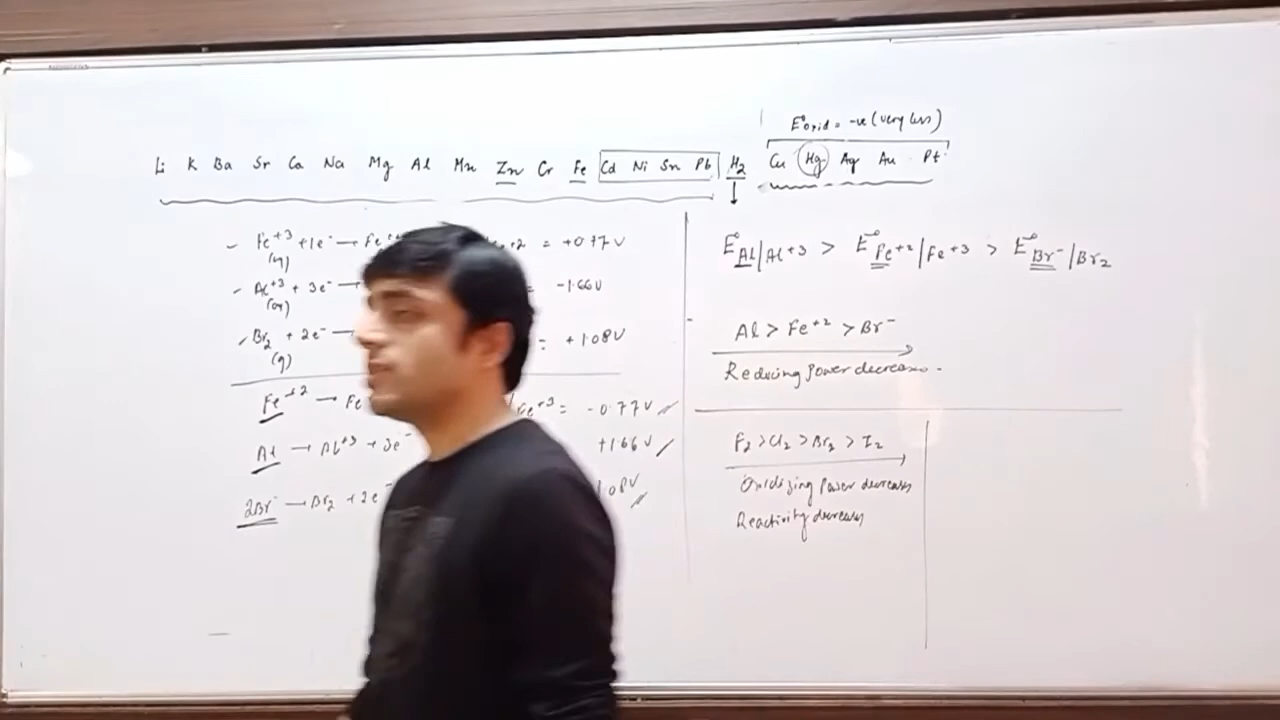 E°oxid = -ve (very less)
Li K Ba Sr Ca Na Mg Al Mn Zn Cr Fe Cd Ni Sn Pb H2 Cu Hg Ag Au Pt
Fe+3 + 1e- → Fe+2 = +0.77V
Al+3 + 3e- → = -1.66V
Br2 + 2e- → = +1.08V
(g)
Fe+2 → Fe Fe+3 = -0.77V
Al → Al+3 + 3e- +1.66V
2Br- → Br2 + 2e- 1.08V
E°Al|Al+3 > E°Fe+2|Fe+3 > E°Br-|Br2
Al > Fe+2 > Br-
Reducing power decreases.
F2 > Cl2 > Br2 > I2
Oxidizing power decreases
Reactivity decreases